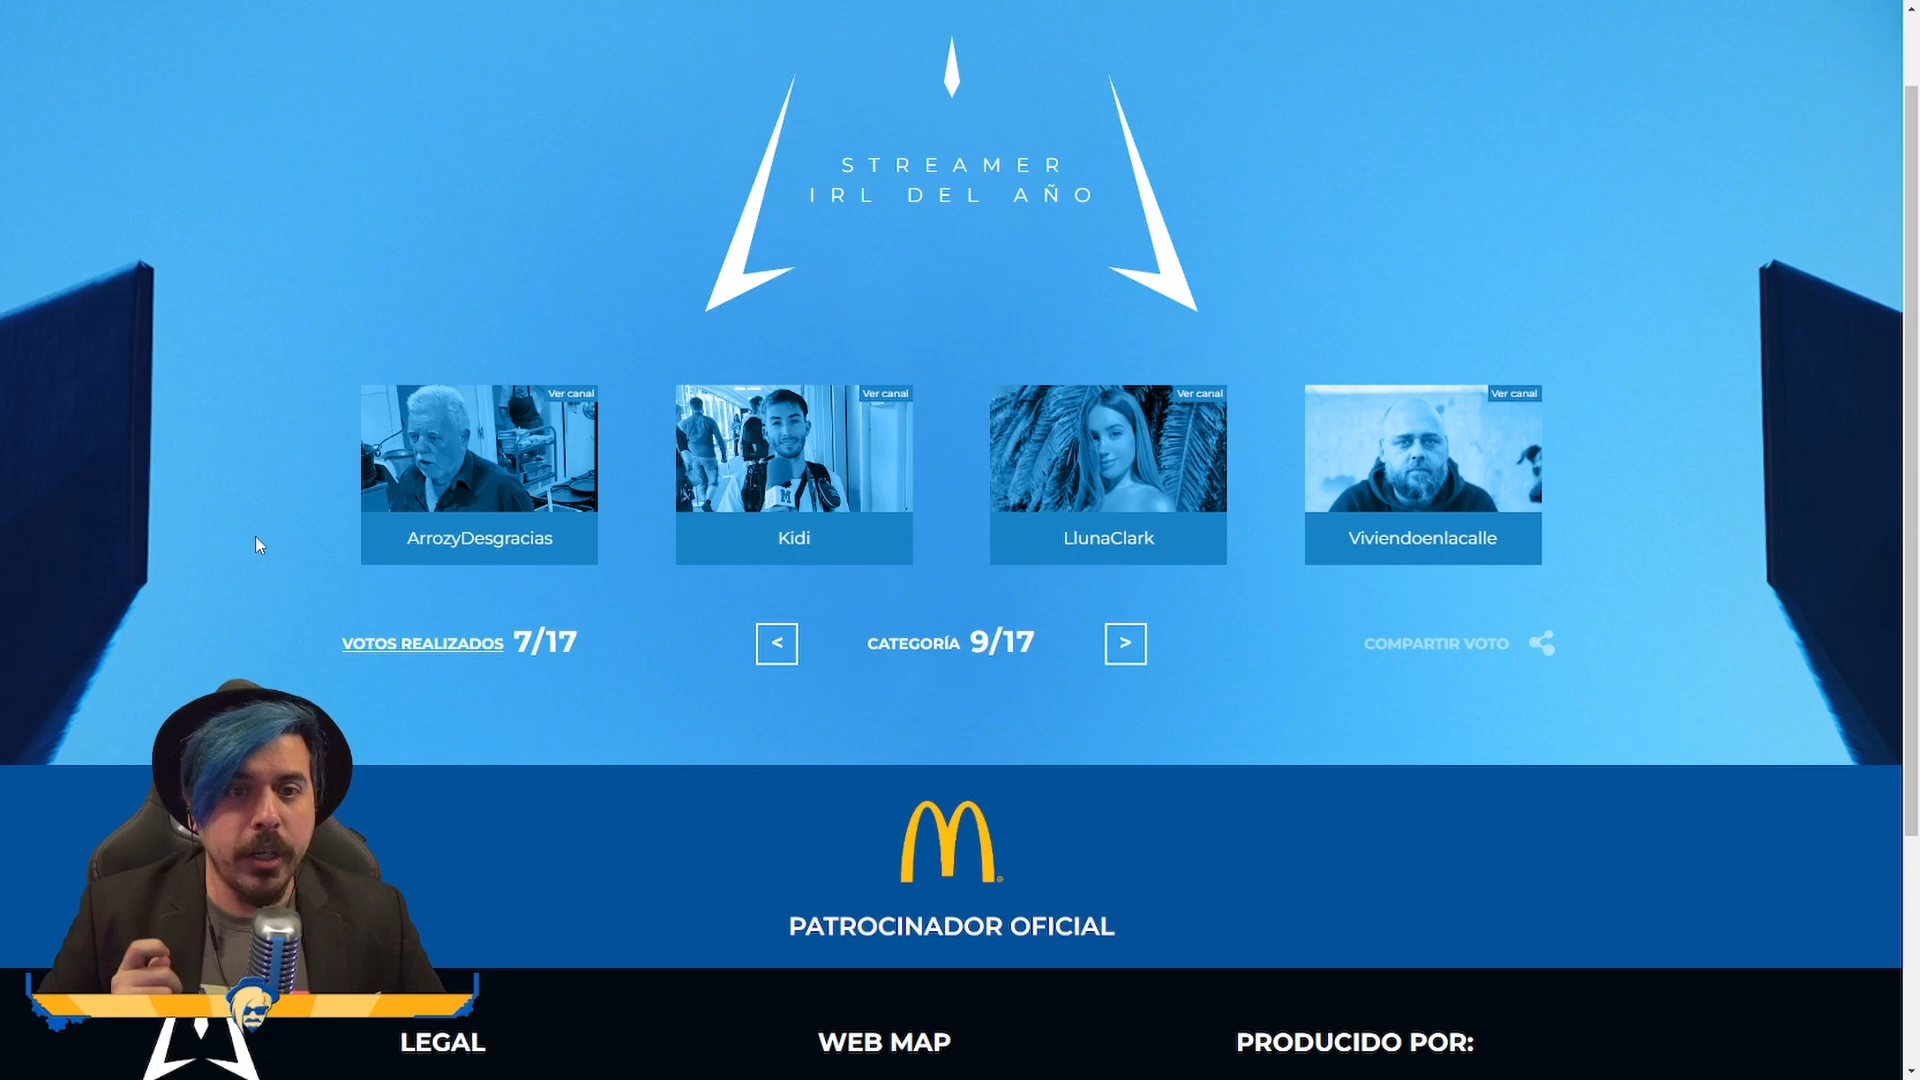 STREAMER
IRL DEL AÑO
Ver canal
Ver canal
Ver canal
Ver canal
M
ArrozyDesgracias
Kidi
LlunaClark
Viviendoenlacalle
VOTOS REALIZADOS 7/17
<
CATEGORÍA 9/17
>
COMPARTIR VOTO
PATROCINADOR OFICIAL
LEGAL
WEB MAP
PRODUCIDO POR: